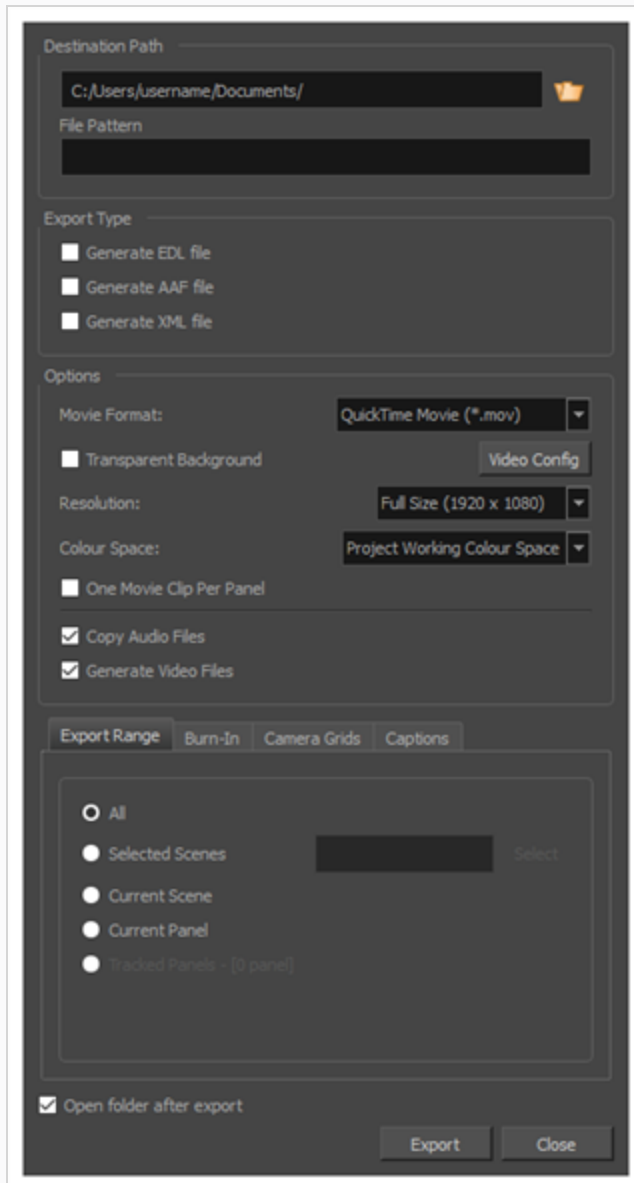 Destination Path
C:/Users/username/Documents/
File Pattern
Export Type
Generate EDL file
Generate AAF file
Generate XML file
Options
Movie Format: QuickTime Movie (*.mov)
Transparent Background Video Config
Resolution: Full Size (1920 x 1080)
Colour Space: Project Working Colour Space
One Movie Clip Per Panel
Copy Audio Files
Generate Video Files
Export Range Burn-In Camera Grids Captions
All
Selected Scenes Select
Current Scene
Current Panel
Tracked Panels - [0 panel]
Open folder after export
Export Close